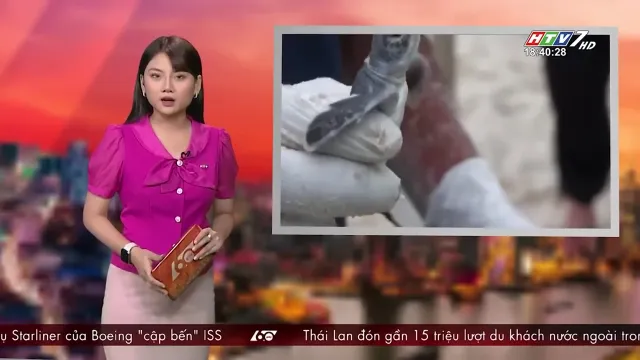 HTV7 HD
18:40:28
ụ Starliner của Boeing "cập bến" ISS
Thái Lan đón gần 15 triệu lượt du khách nước ngoài tron